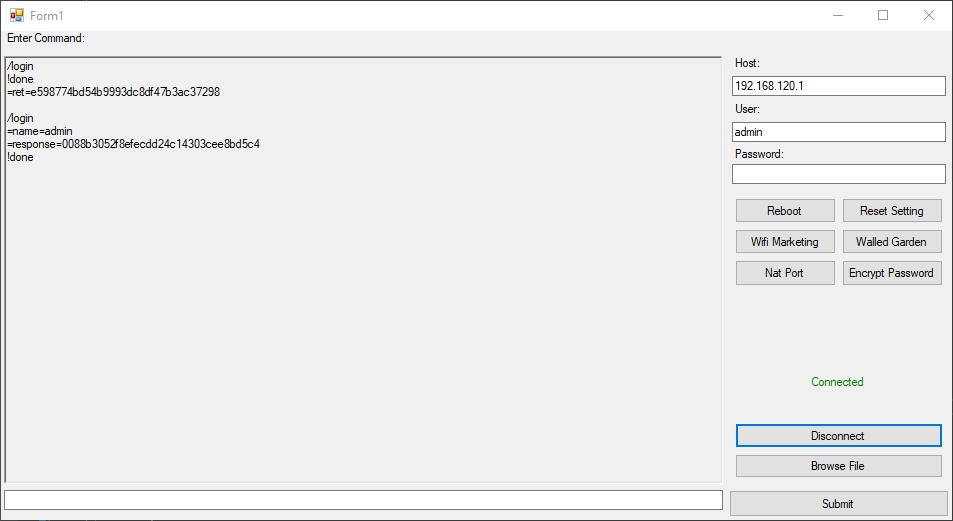 Form1
Enter Command:
/login
!done
=ret=e598774bd54b9993dc8df47b3ac37298
/login
=name=admin
=response=0088b3052f8efecdd24c14303cee8bd5c4
!done
Host:
192.168.120.1
User:
admin
Password:
Reboot
Reset Setting
Wifi Marketing
Walled Garden
Nat Port
Encrypt Password
Connected
Disconnect
Browse File
Submit